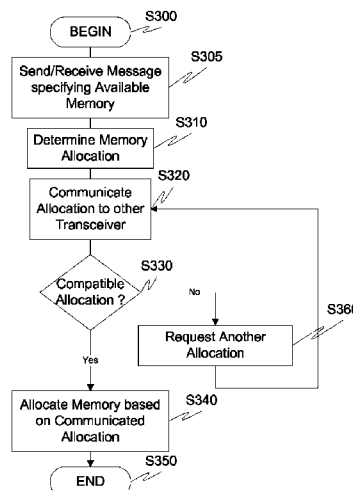 BEGIN
S300
Send/Receive Message
specifying Available
Memory
S305
Determine Memory
Allocation
S310
Communicate
Allocation to other
Transceiver
S320
Compatible
Allocation ?
S330
No
Request Another
Allocation
S360
Yes
Allocate Memory based
on Communicated
Allocation
S340
END
S350